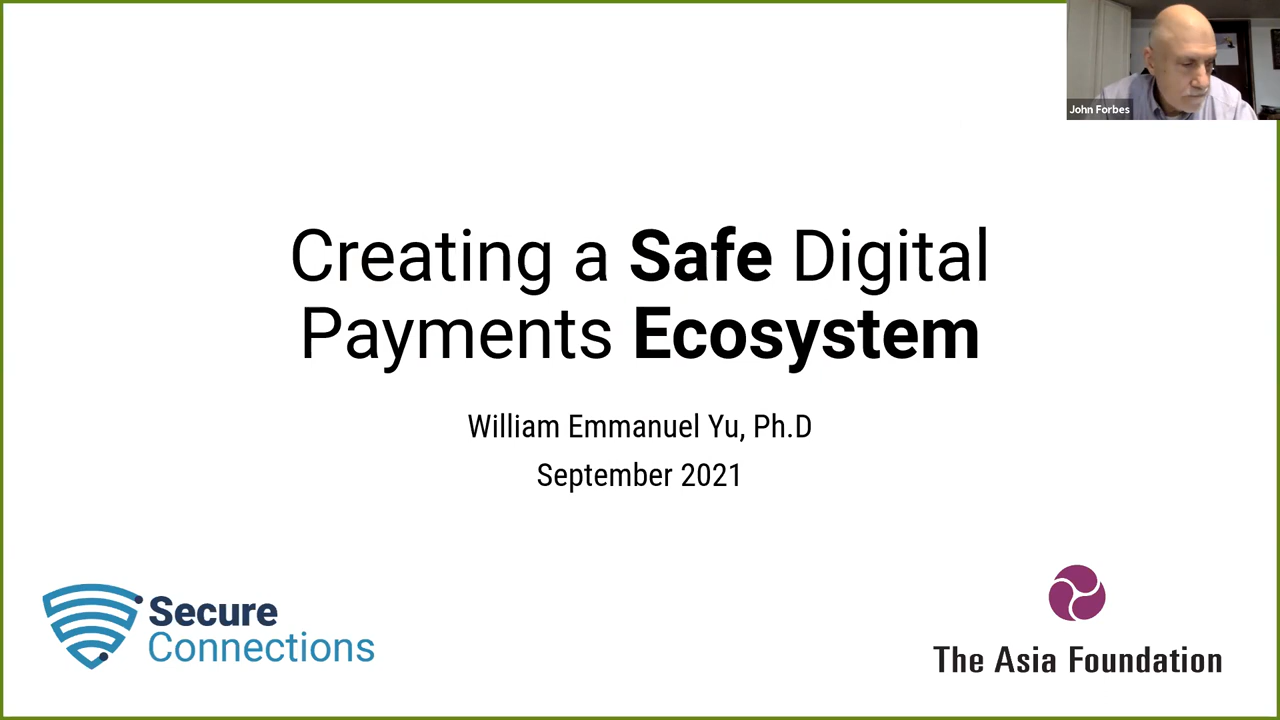 John Forbes
Creating a Safe Digital
Payments Ecosystem
William Emmanuel Yu, Ph.D
September 2021
Secure
Connections
The Asia Foundation